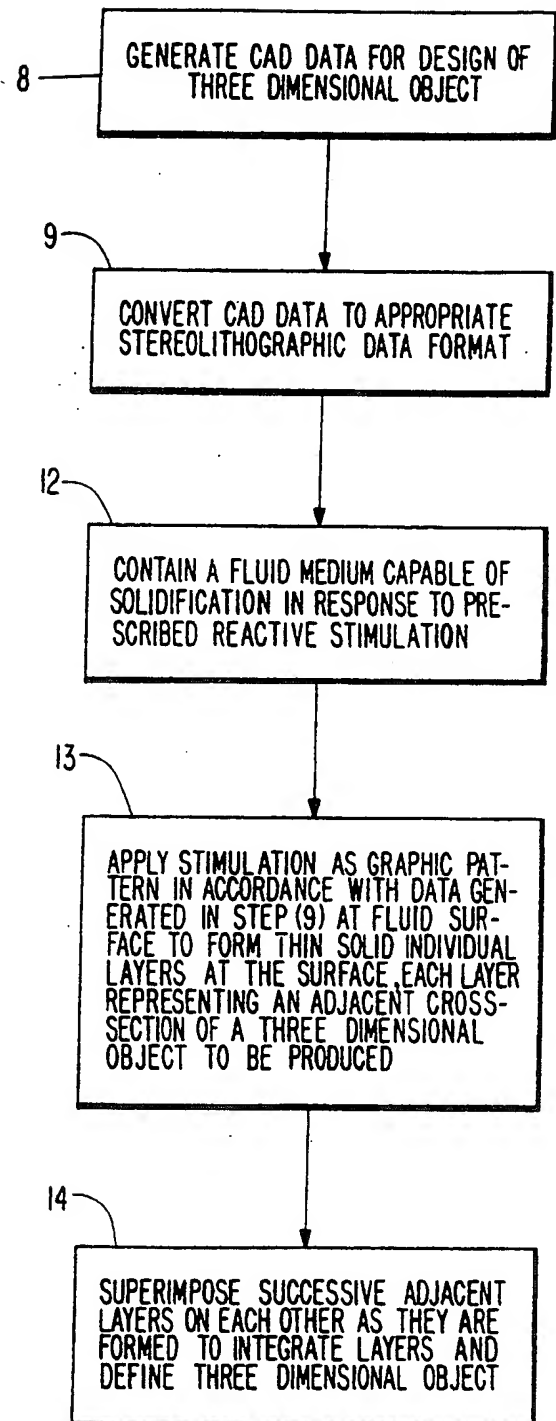 8
GENERATE CAD DATA FOR DESIGN OF
THREE DIMENSIONAL OBJECT
9
CONVERT CAD DATA TO APPROPRIATE
STEREOLITHOGRAPHIC DATA FORMAT
12
CONTAIN A FLUID MEDIUM CAPABLE OF
SOLIDIFICATION IN RESPONSE TO PRE-
SCRIBED REACTIVE STIMULATION
13
APPLY STIMULATION AS GRAPHIC PAT-
TERN IN ACCORDANCE WITH DATA GEN-
ERATED IN STEP (9) AT FLUID SUR-
FACE TO FORM THIN SOLID INDIVIDUAL
LAYERS AT THE SURFACE, EACH LAYER
REPRESENTING AN ADJACENT CROSS-
SECTION OF A THREE DIMENSIONAL
OBJECT TO BE PRODUCED
14
SUPERIMPOSE SUCCESSIVE ADJACENT
LAYERS ON EACH OTHER AS THEY ARE
FORMED TO INTEGRATE LAYERS AND
DEFINE THREE DIMENSIONAL OBJECT